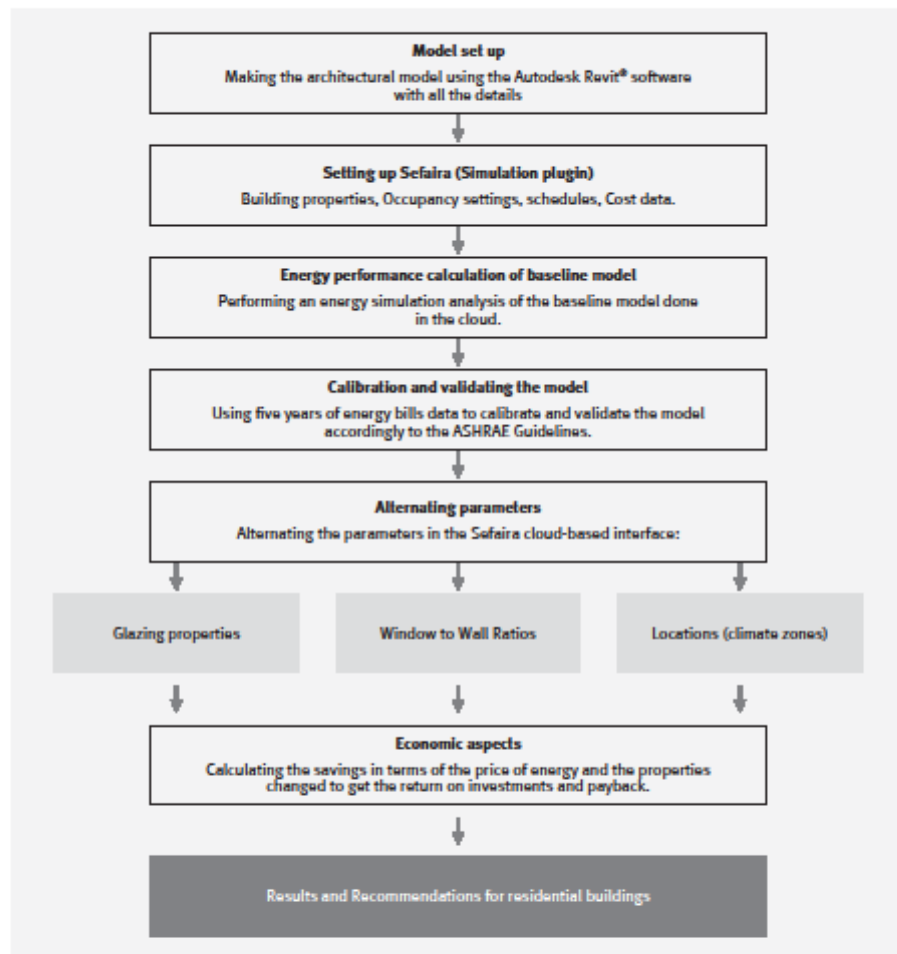 Model set up
Making the architectural model using the Autodesk Revit® software
with all the details
Setting up Sefaira (Simulation plugin)
Building properties, Occupancy settings, schedules, Cost data.
Energy performance calculation of baseline model
Performing an energy simulation analysis of the baseline model done
in the cloud.
Calibration and validating the model
Using five years of energy bills data to calibrate and validate the model
accordingly to the ASHRAE Guidelines.
Alternating parameters
Alternating the parameters in the Sefaira cloud-based interface:
Glazing properties
Window to Wall Ratios
Locations (climate zones)
Economic aspects
Calculating the savings in terms of the price of energy and the properties
changed to get the return on investments and payback.
Results and Recommendations for residential buildings